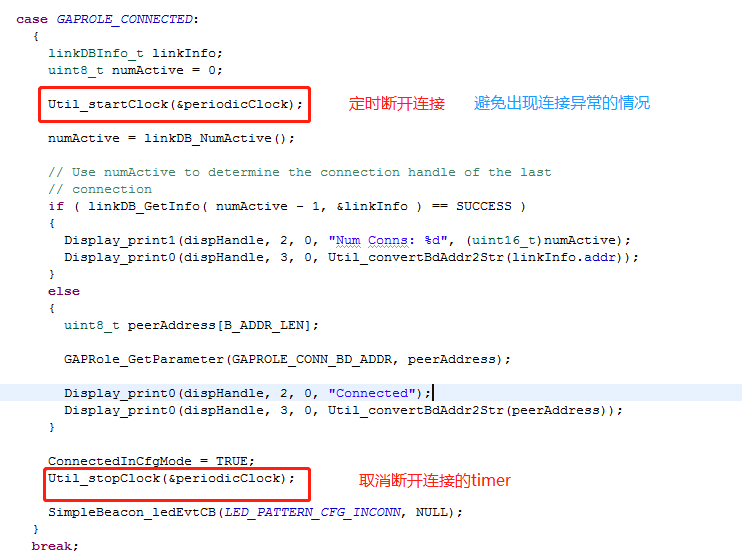 case GAPROLE_CONNECTED:
{
linkDBInfo_t linkInfo;
uint8_t numActive = 0;
Util_startClock(&periodicClock); 定时断开连接 避免出现连接异常的情况
numActive = linkDB_NumActive();
// Use numActive to determine the connection handle of the last
// connection
if ( linkDB_GetInfo( numActive - 1, &linkInfo ) == SUCCESS )
{
Display_print1(dispHandle, 2, 0, "Num Conns: %d", (uint16_t)numActive);
Display_print0(dispHandle, 3, 0, Util_convertBdAddr2Str(linkInfo.addr));
}
else
{
uint8_t peerAddress[B_ADDR_LEN];
GAPRole_GetParameter(GAPROLE_CONN_BD_ADDR, peerAddress);
Display_print0(dispHandle, 2, 0, "Connected");
Display_print0(dispHandle, 3, 0, Util_convertBdAddr2Str(peerAddress));
}
ConnectedInCfgMode = TRUE;
Util_stopClock(&periodicClock); 取消断开连接的timer
SimpleBeacon_ledEvtCB(LED_PATTERN_CFG_INCONN, NULL);
}
break;